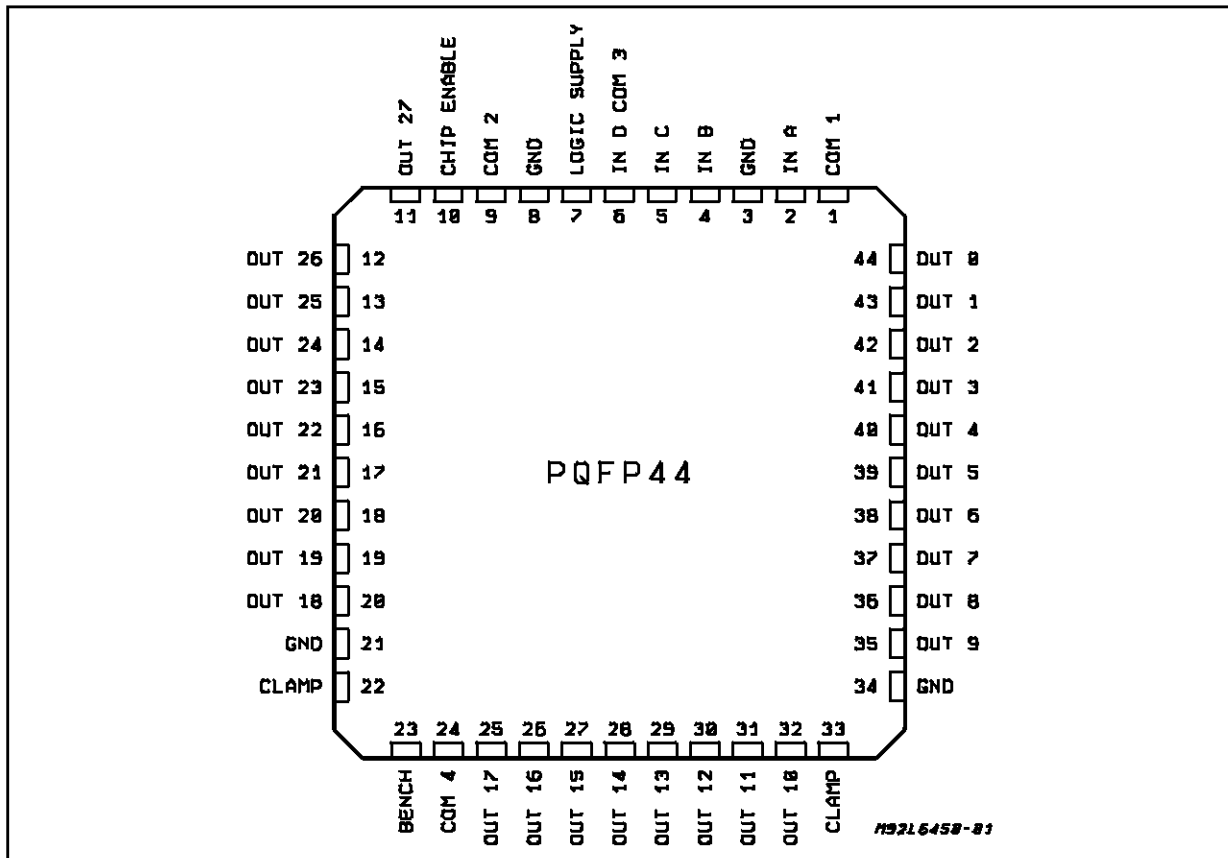 OUT 27
CHIP ENABLE
COM 2
GND
LOGIC SUPPLY
IN D COM 3
IN C
IN B
GND
IN A
COM 1
11 10 9 8 7 6 5 4 3 2 1
OUT 26 12 44 OUT 0
OUT 25 13 43 OUT 1
OUT 24 14 42 OUT 2
OUT 23 15 41 OUT 3
OUT 22 16 40 OUT 4
OUT 21 17 39 OUT 5
PQFP44
OUT 20 18 38 OUT 6
OUT 19 19 37 OUT 7
OUT 18 20 36 OUT 8
GND 21 35 OUT 9
CLAMP 22 34 GND
23 24 25 26 27 28 29 30 31 32 33
BENCH
COM 4
OUT 17
OUT 16
OUT 15
OUT 14
OUT 13
OUT 12
OUT 11
OUT 10
CLAMP
M92L6450-01